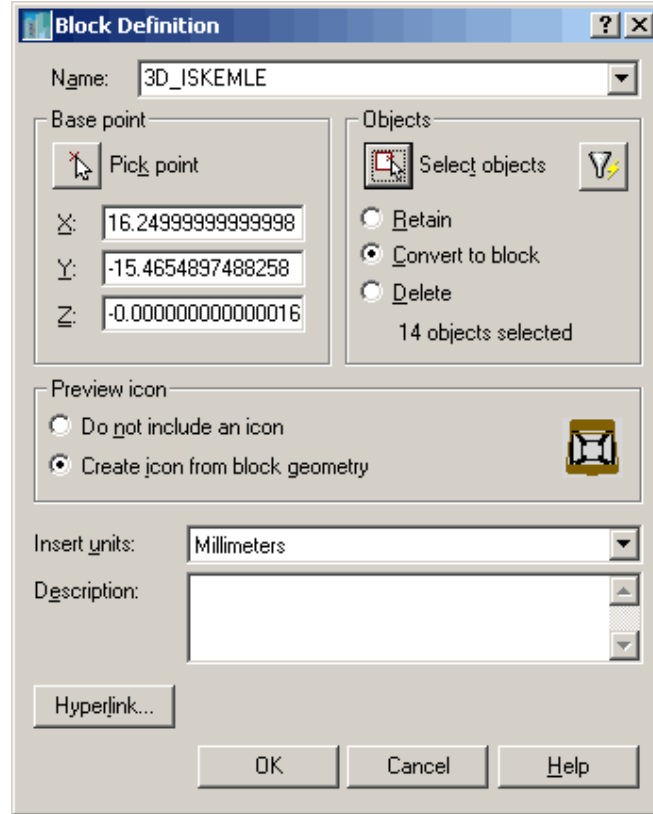 Block Definition
Name: 3D_ISKEMLE
Base point
Pick point
X: 16.24999999999998
Y: -15.4654897488258
Z: -0.000000000000016
Objects
Select objects
Retain
Convert to block
Delete
14 objects selected
Preview icon
Do not include an icon
Create icon from block geometry
Insert units: Millimeters
Description:
Hyperlink...
OK Cancel Help